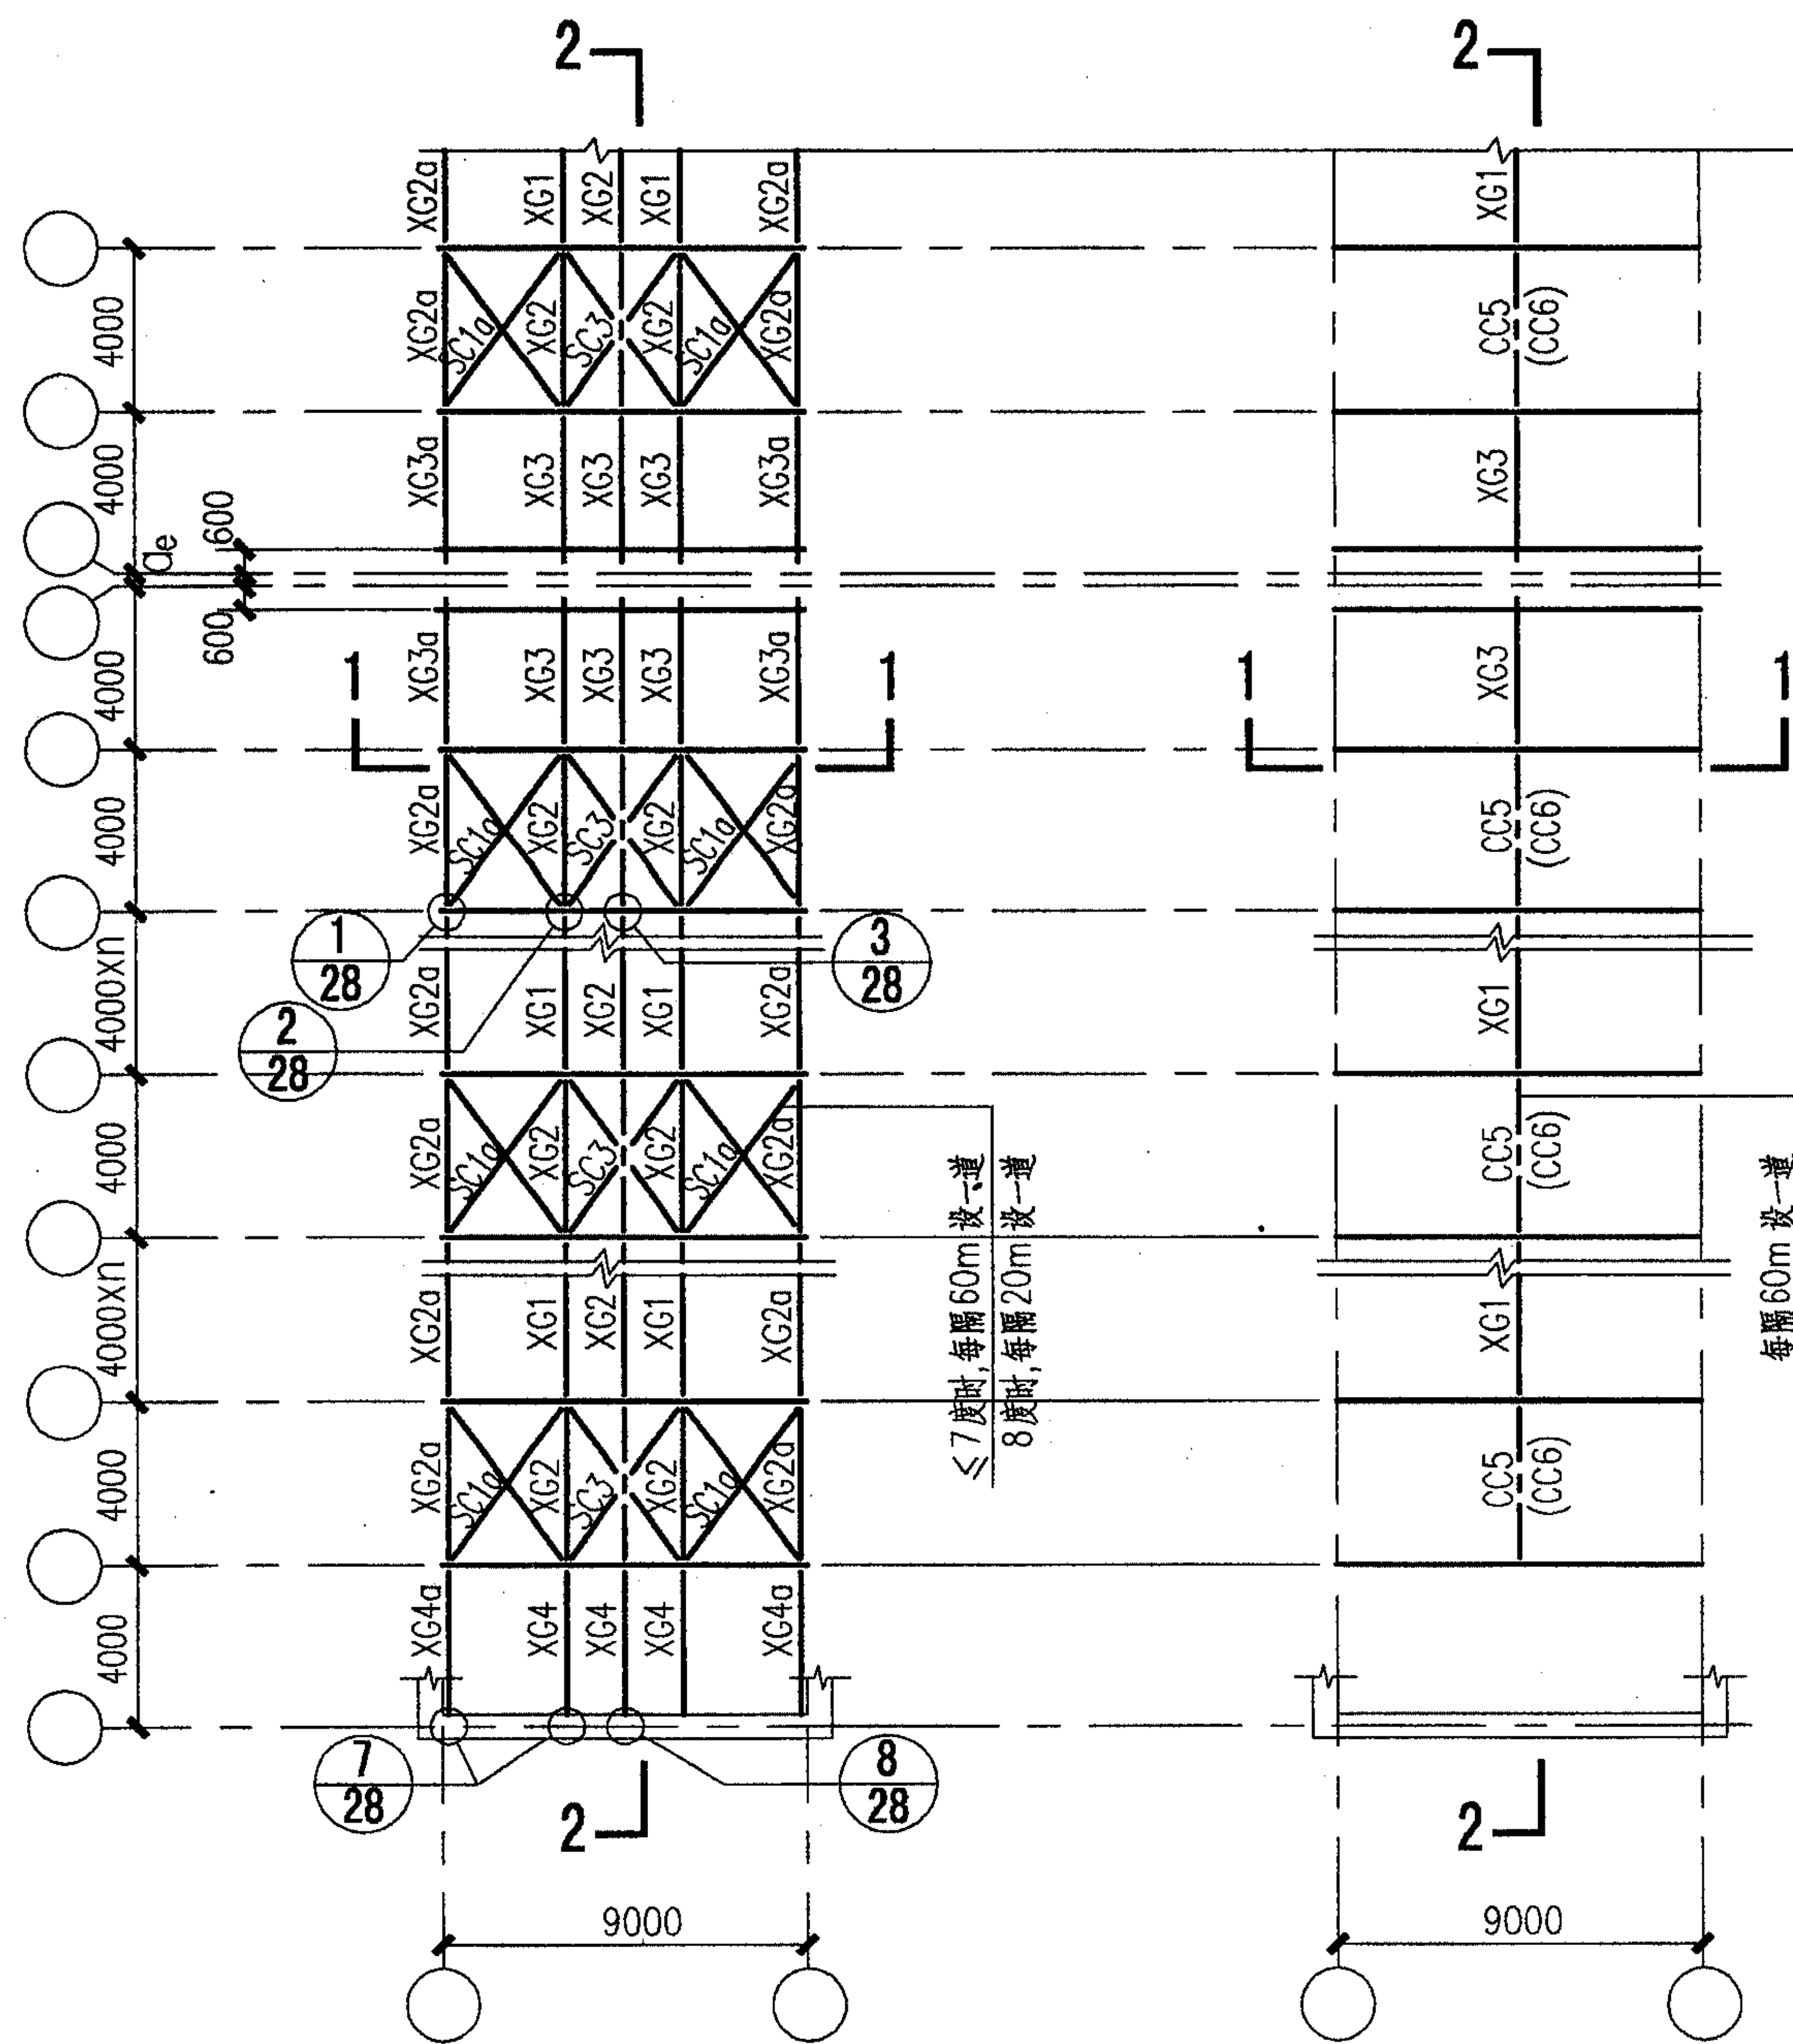 2
2
XG2a
XG1
XG2
XG1
XG2a
XG1
4000
XG2a
SC1a
XG2
SC3
XG2
SC1a
XG2a
CC5
(CC6)
4000
XG3a
XG3
XG3
XG3
XG3a
XG3
600
600
4000
XG3a
XG3
XG3
XG3
XG3a
XG3
1
1
1
1
4000
XG2a
SC1a
XG2
SC3
XG2
SC1a
XG2a
CC5
(CC6)
1
28
2
28
3
28
4000xn
XG2a
XG1
XG2
XG1
XG2a
XG1
4000
XG2a
SC1a
XG2
SC3
XG2
SC1a
XG2a
CC5
(CC6)
≤7度时,每隔60m设一道
8度时,每隔20m设一道
每隔60m设一道
4000xn
XG2a
XG1
XG2
XG1
XG2a
XG1
4000
XG2a
SC1a
XG2
SC3
XG2
SC1a
XG2a
CC5
(CC6)
4000
XG4a
XG4
XG4
XG4
XG4a
7
28
8
28
2
2
9000
9000